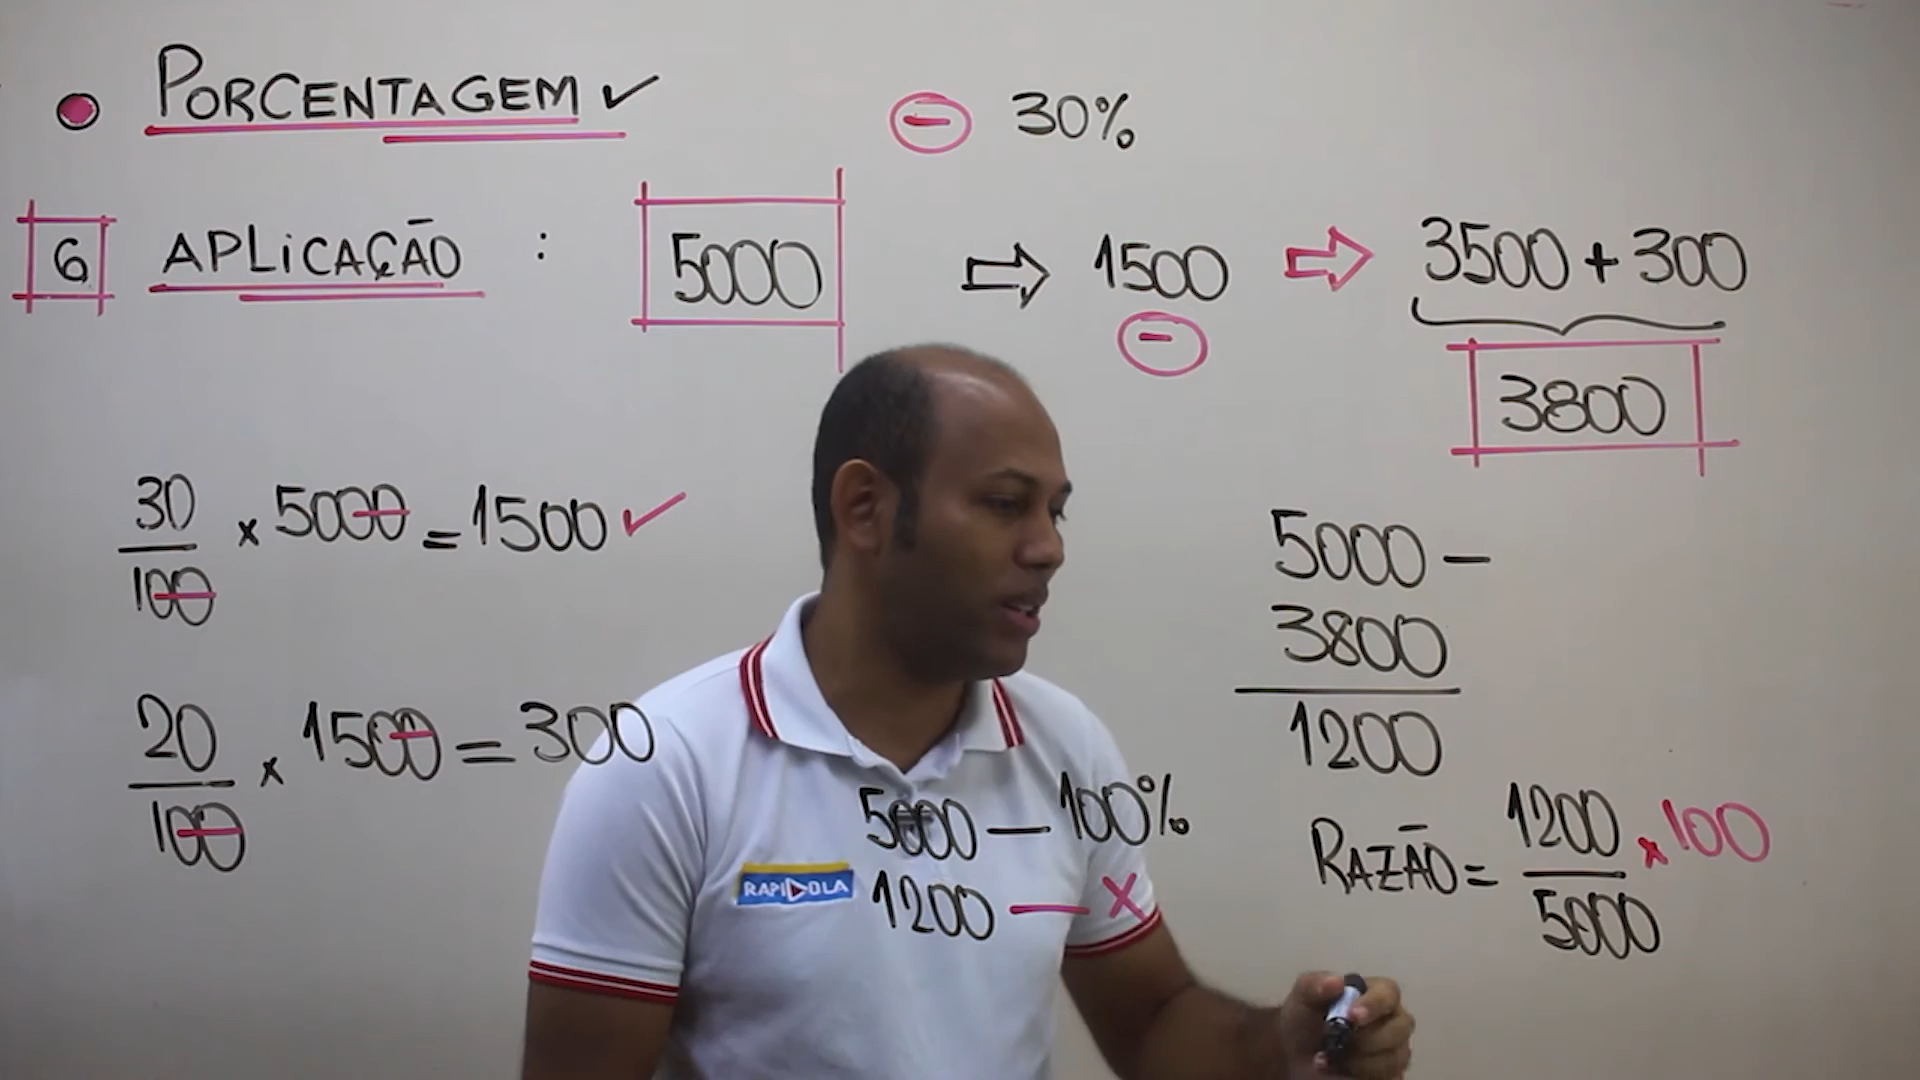 PORCENTAGEM ✓
⊖ 30%
6 APLICAÇÃO : 5000 ⇨ 1500 ⇨ 3500 + 300
⊖
3800
30/100 × 5000 = 1500 ✓
20/100 × 1500 = 300
5000 —
3800
1200
5000 — 100%
1200 — X
RAZÃO = 1200/5000 × 100
RAPIDOLA